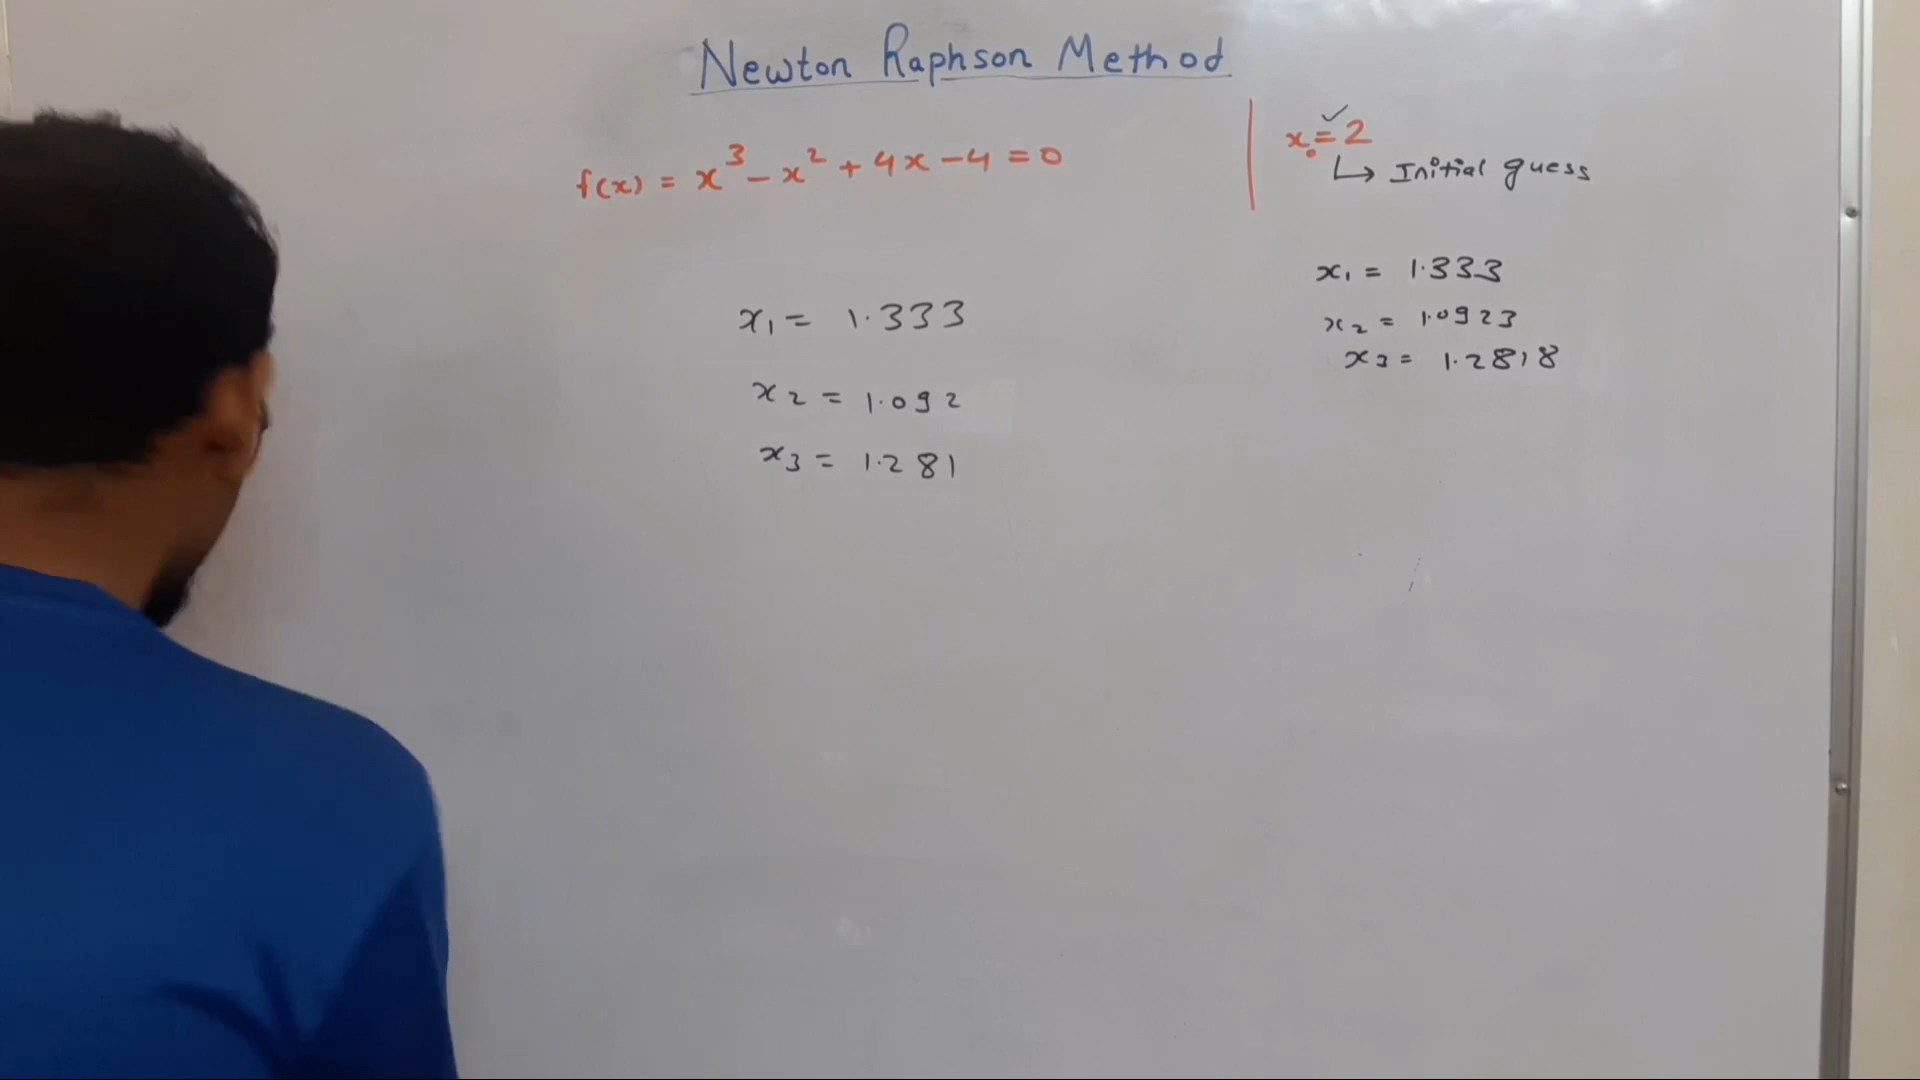 Newton Raphson Method
f(x) = x³ - x² + 4x - 4 = 0
x₀ = 2
↳ Initial guess
x₁ = 1.333
x₂ = 1.092
x₃ = 1.281
x₁ = 1.333
x₂ = 1.0923
x₃ = 1.2818